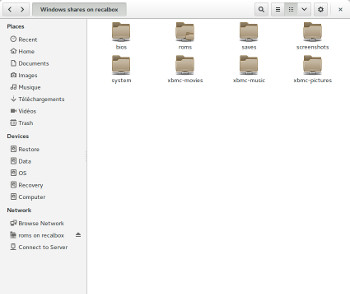 Windows shares on recalbox
Places
Recent
Home
Documents
Images
Musique
Téléchargements
Vidéos
Trash
Devices
Restore
Data
OS
Recovery
Computer
Network
Browse Network
roms on recalbox
Connect to Server
bios
roms
saves
screenshots
system
xbmc-movies
xbmc-music
xbmc-pictures